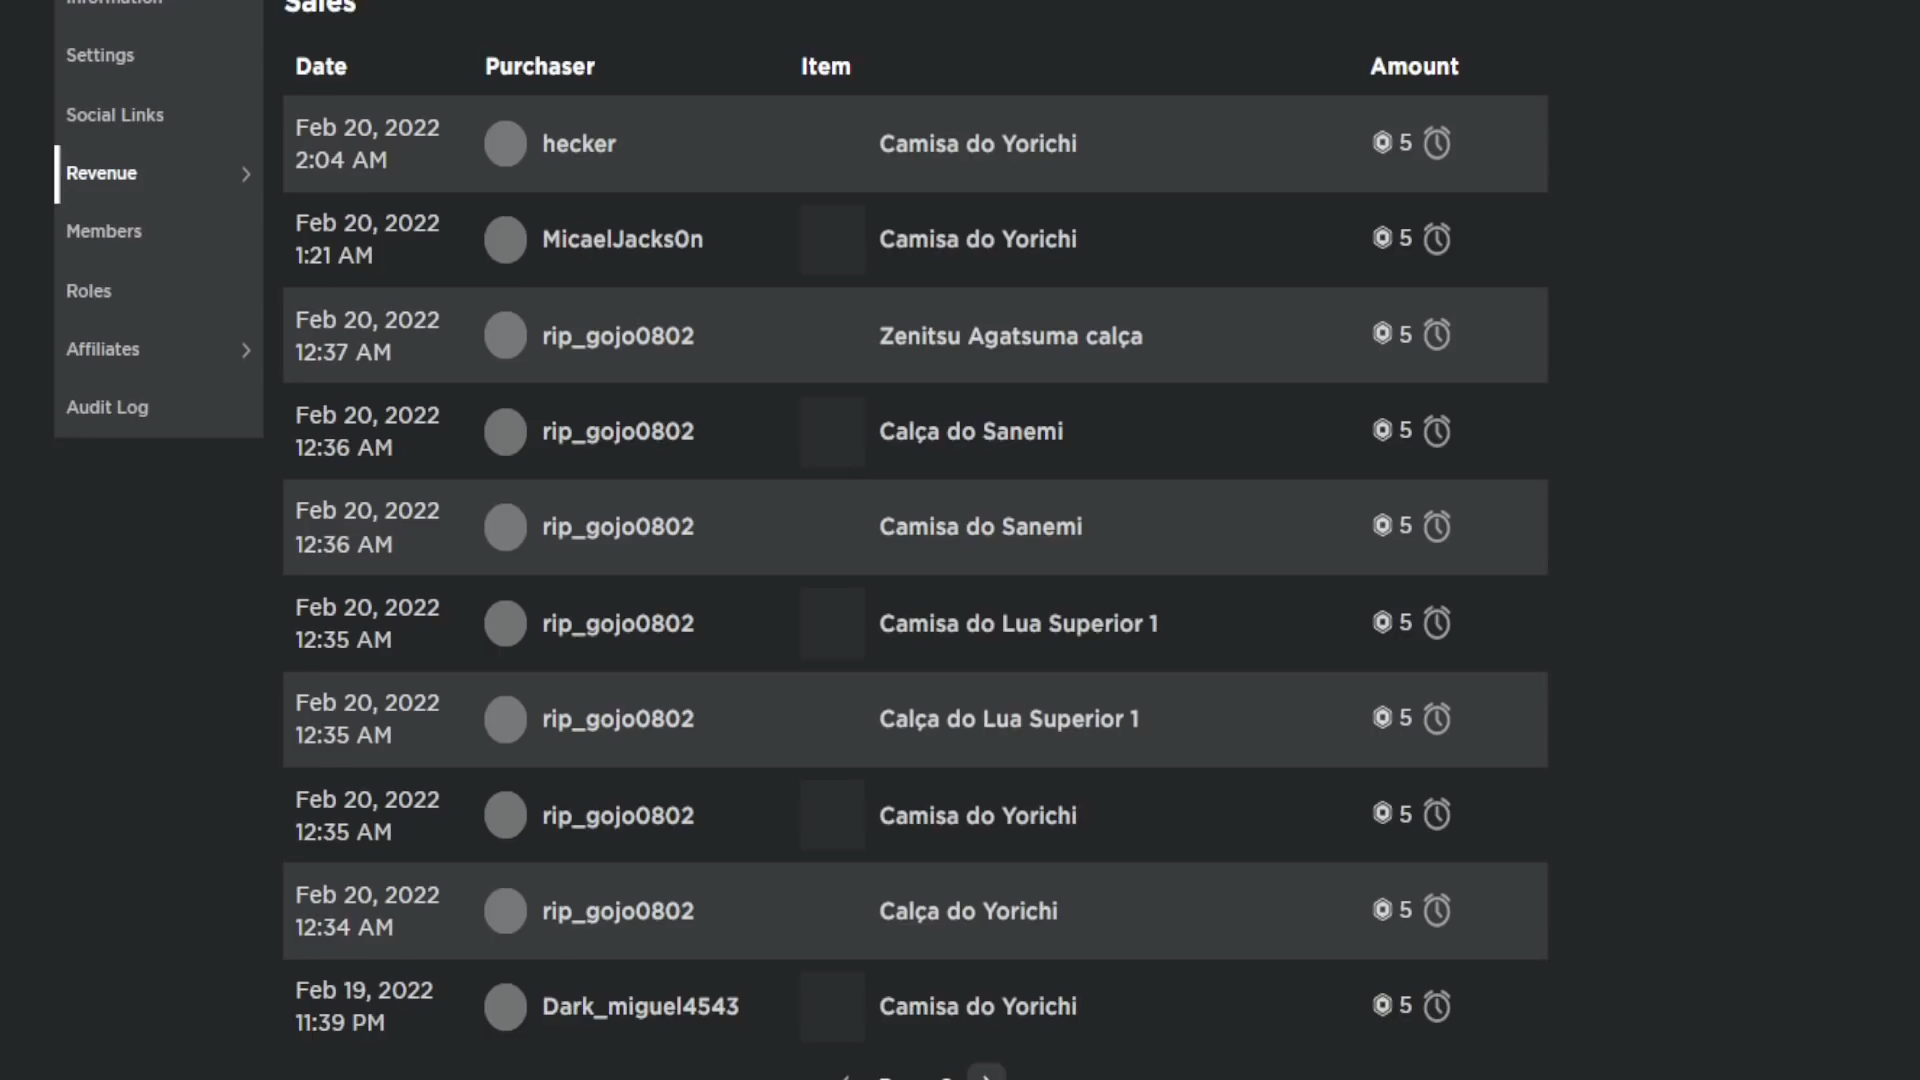 Information
Sales
Settings
Social Links
Revenue
Members
Roles
Affiliates
Audit Log
Date Purchaser Item Amount
Feb 20, 2022
2:04 AM
hecker Camisa do Yorichi 5
Feb 20, 2022
1:21 AM
MicaelJacks0n Camisa do Yorichi 5
Feb 20, 2022
12:37 AM
rip_gojo0802 Zenitsu Agatsuma calça 5
Feb 20, 2022
12:36 AM
rip_gojo0802 Calça do Sanemi 5
Feb 20, 2022
12:36 AM
rip_gojo0802 Camisa do Sanemi 5
Feb 20, 2022
12:35 AM
rip_gojo0802 Camisa do Lua Superior 1 5
Feb 20, 2022
12:35 AM
rip_gojo0802 Calça do Lua Superior 1 5
Feb 20, 2022
12:35 AM
rip_gojo0802 Camisa do Yorichi 5
Feb 20, 2022
12:34 AM
rip_gojo0802 Calça do Yorichi 5
Feb 19, 2022
11:39 PM
Dark_miguel4543 Camisa do Yorichi 5